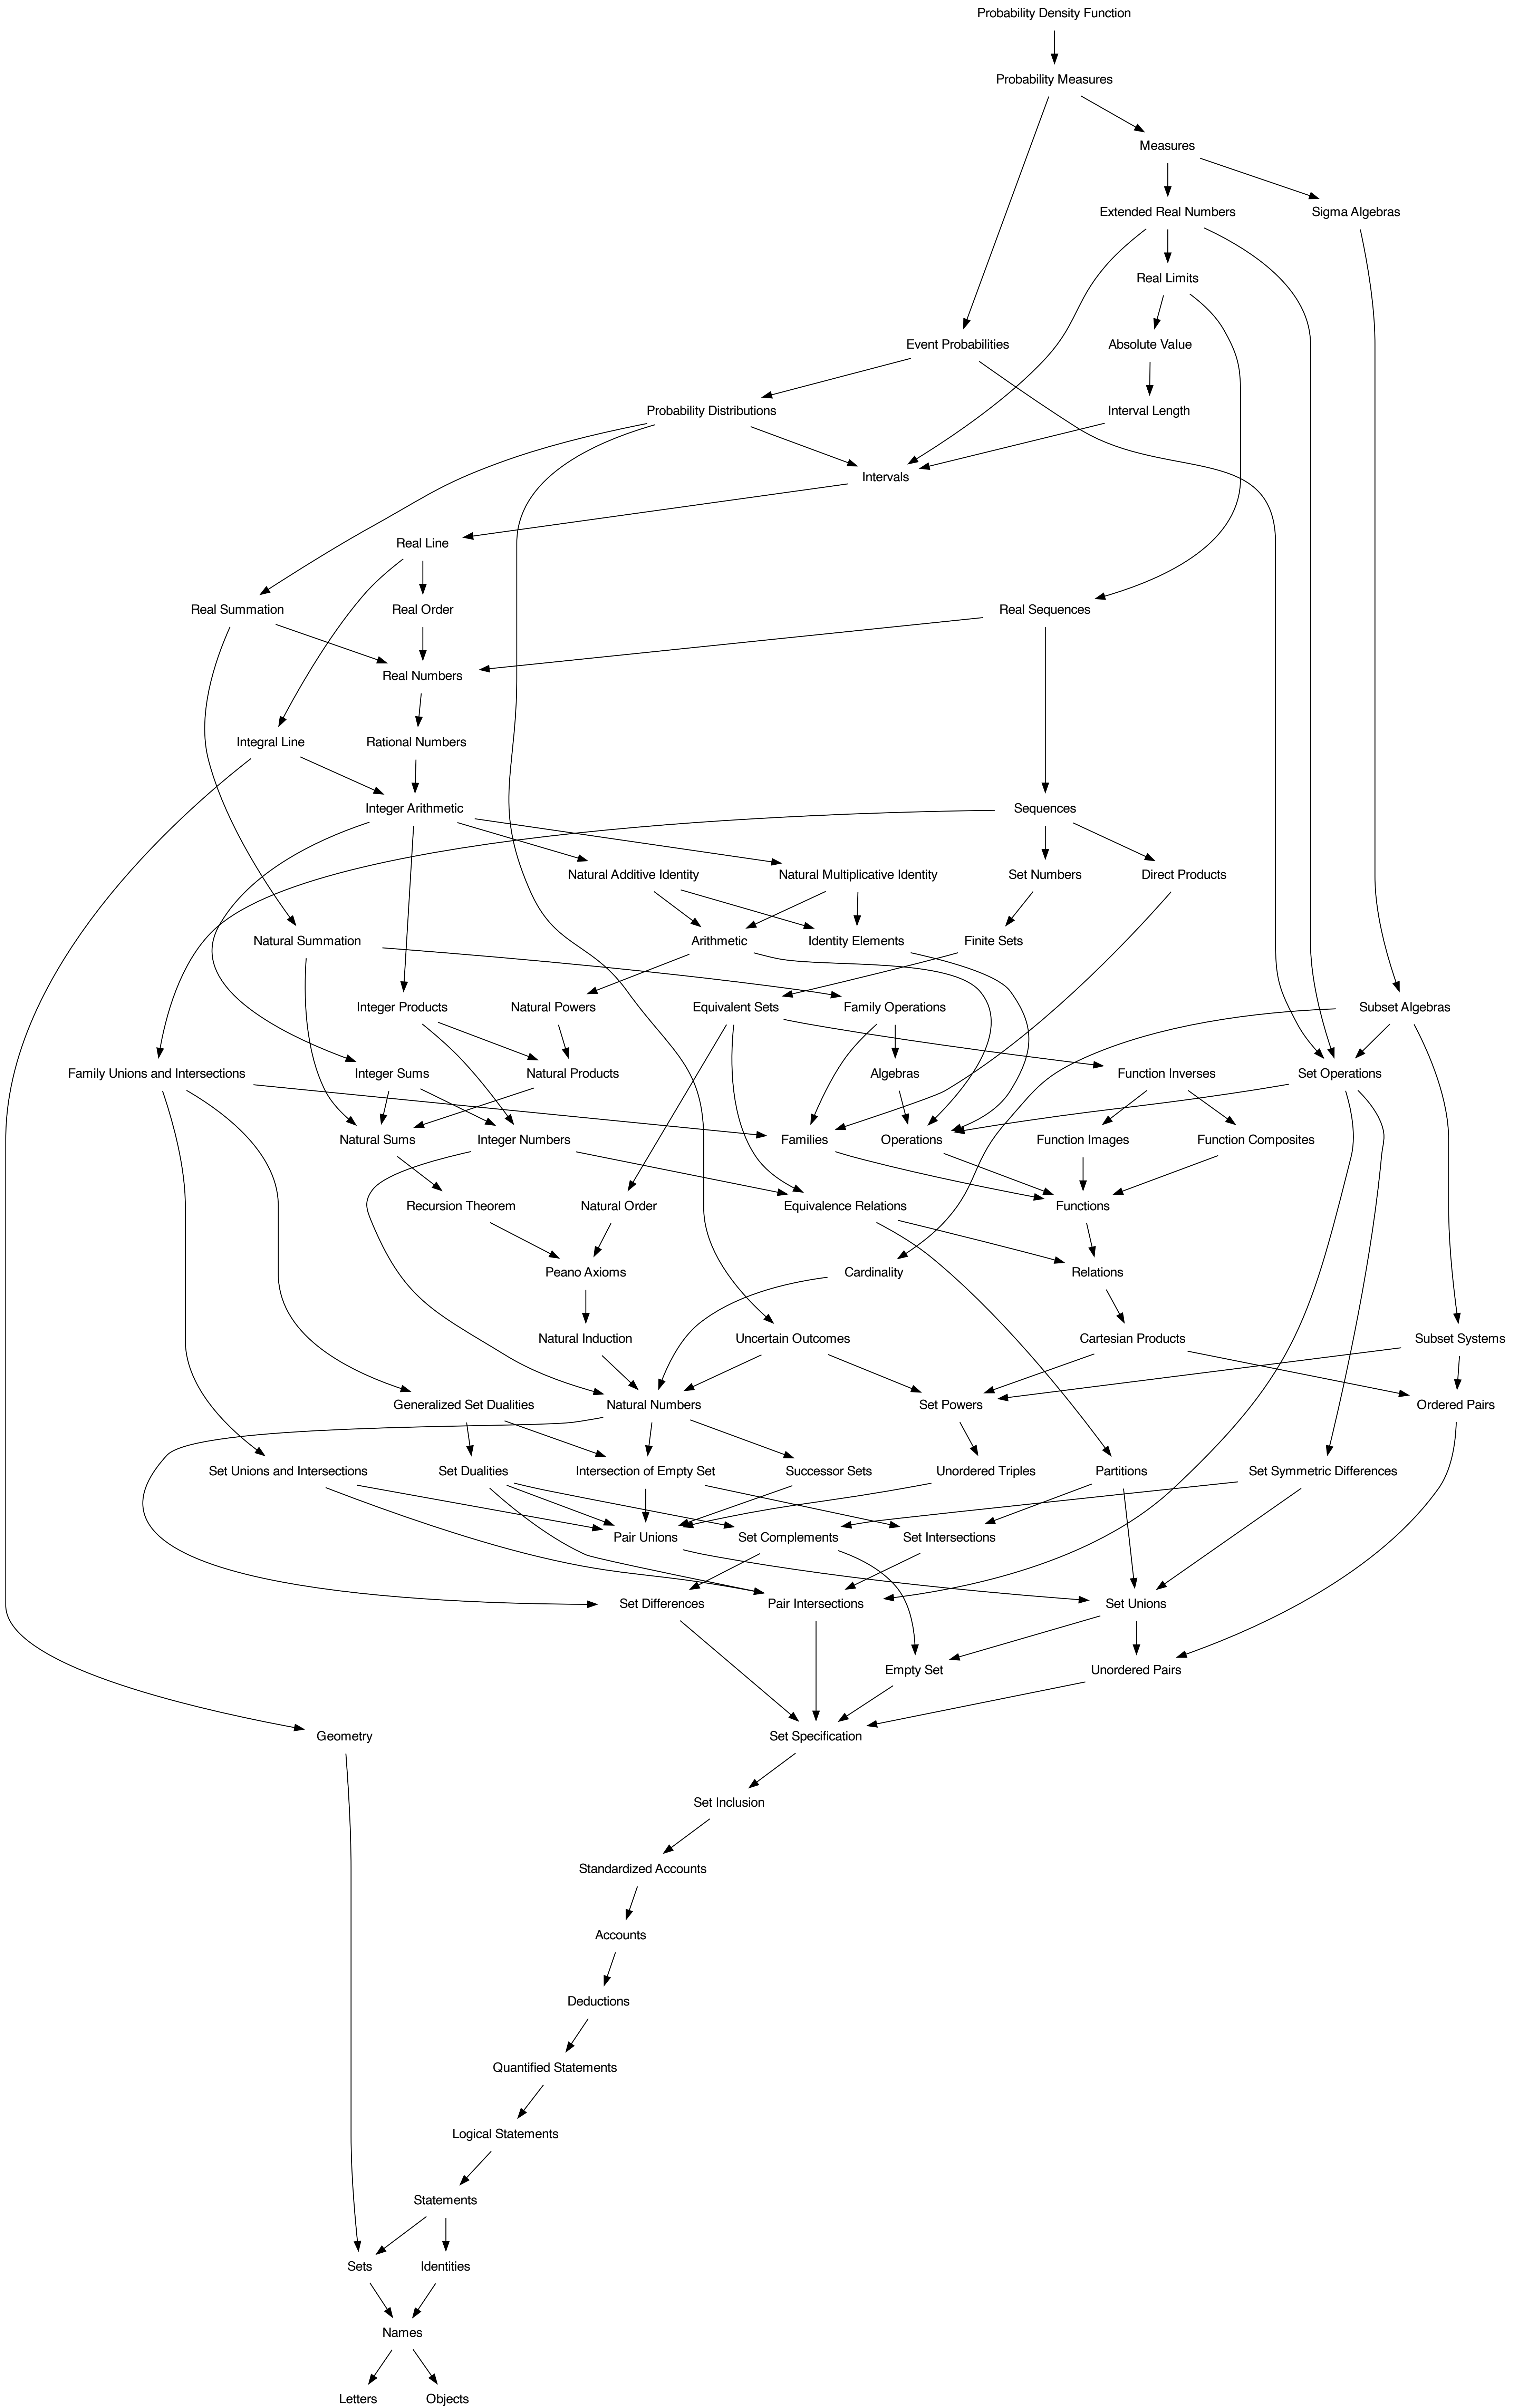 Probability Density Function
Probability Measures
Measures
Extended Real Numbers
Sigma Algebras
Real Limits
Event Probabilities
Absolute Value
Probability Distributions
Interval Length
Intervals
Real Line
Real Summation
Real Order
Real Sequences
Real Numbers
Integral Line
Rational Numbers
Integer Arithmetic
Sequences
Natural Additive Identity
Natural Multiplicative Identity
Set Numbers
Direct Products
Natural Summation
Arithmetic
Identity Elements
Finite Sets
Integer Products
Natural Powers
Equivalent Sets
Family Operations
Subset Algebras
Family Unions and Intersections
Integer Sums
Natural Products
Algebras
Function Inverses
Set Operations
Natural Sums
Integer Numbers
Families
Operations
Function Images
Function Composites
Recursion Theorem
Natural Order
Equivalence Relations
Functions
Peano Axioms
Cardinality
Relations
Natural Induction
Uncertain Outcomes
Cartesian Products
Subset Systems
Generalized Set Dualities
Natural Numbers
Set Powers
Ordered Pairs
Set Unions and Intersections
Set Dualities
Intersection of Empty Set
Successor Sets
Unordered Triples
Partitions
Set Symmetric Differences
Pair Unions
Set Complements
Set Intersections
Set Differences
Pair Intersections
Set Unions
Empty Set
Unordered Pairs
Geometry
Set Specification
Set Inclusion
Standardized Accounts
Accounts
Deductions
Quantified Statements
Logical Statements
Statements
Sets
Identities
Names
Letters
Objects